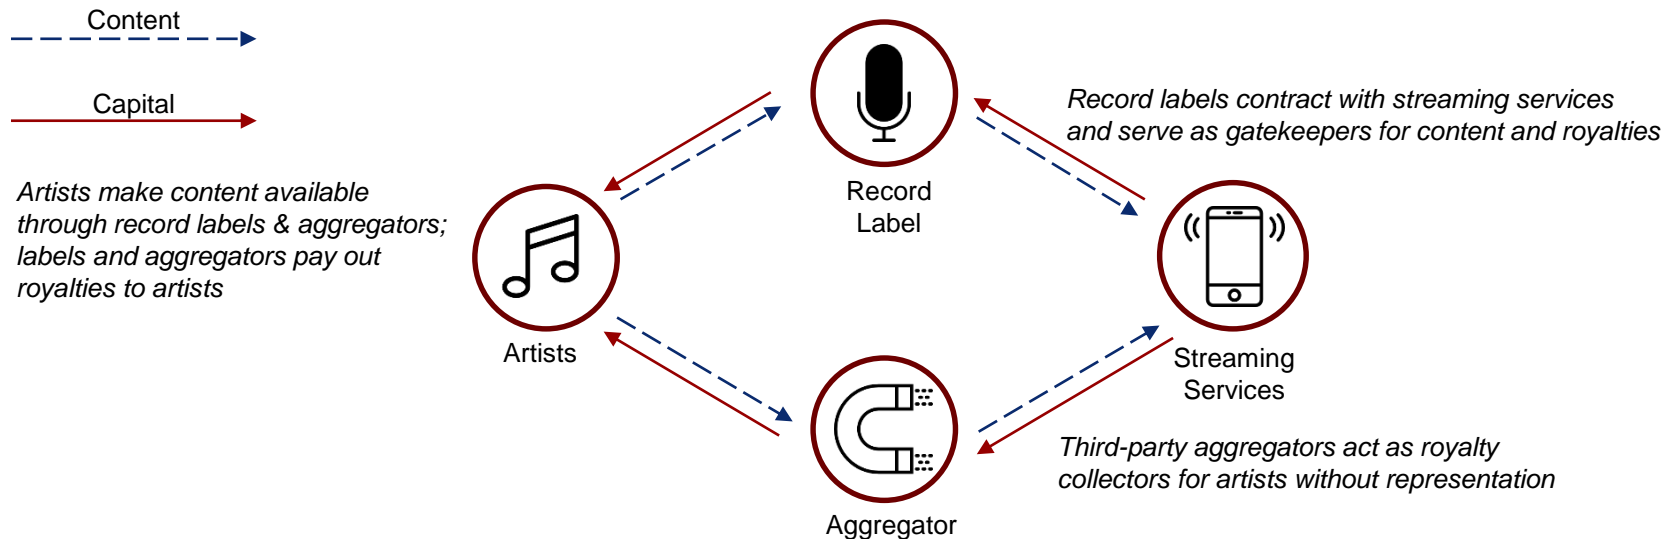 Content
Capital
Artists make content available
through record labels & aggregators;
labels and aggregators pay out
royalties to artists
Artists
Record
Label
Record labels contract with streaming services
and serve as gatekeepers for content and royalties
Streaming
Services
Aggregator
Third-party aggregators act as royalty
collectors for artists without representation